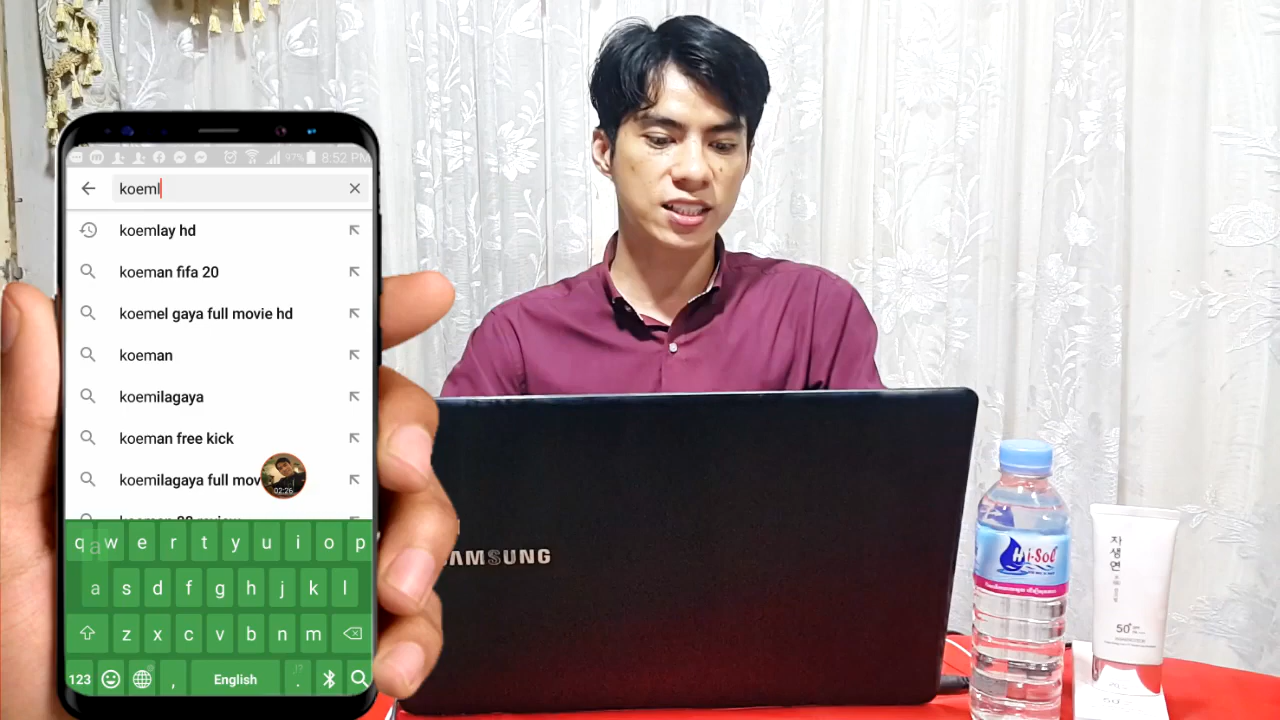 97% 8.52 PM
koeml
koemlay hd
koeman fifa 20
koemel gaya full movie hd
koeman
koemilagaya
koeman free kick
koemilagaya full mov
02:26
q w e r t y u i o p
a
a s d f g h j k l
z x c v b n m
123 , English .
SAMSUNG
Hi-Sol
자생연
50+